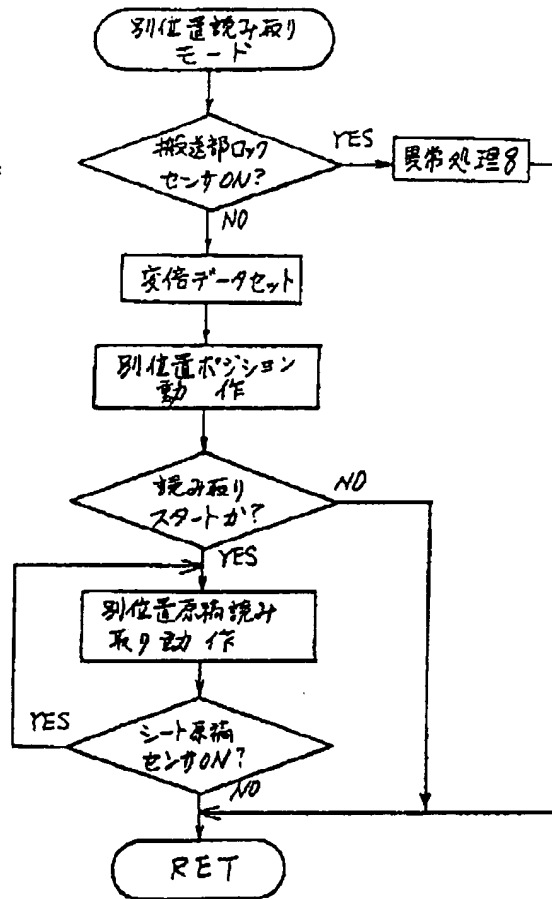 別位置読み取り
モード
搬送部ロック
センサON?
YES
異常処理8
NO
変倍データセット
別位置ポジション
動作
読み取り
スタートか?
NO
YES
別位置原稿読み
取り動作
YES
シート原稿
センサON?
NO
RET